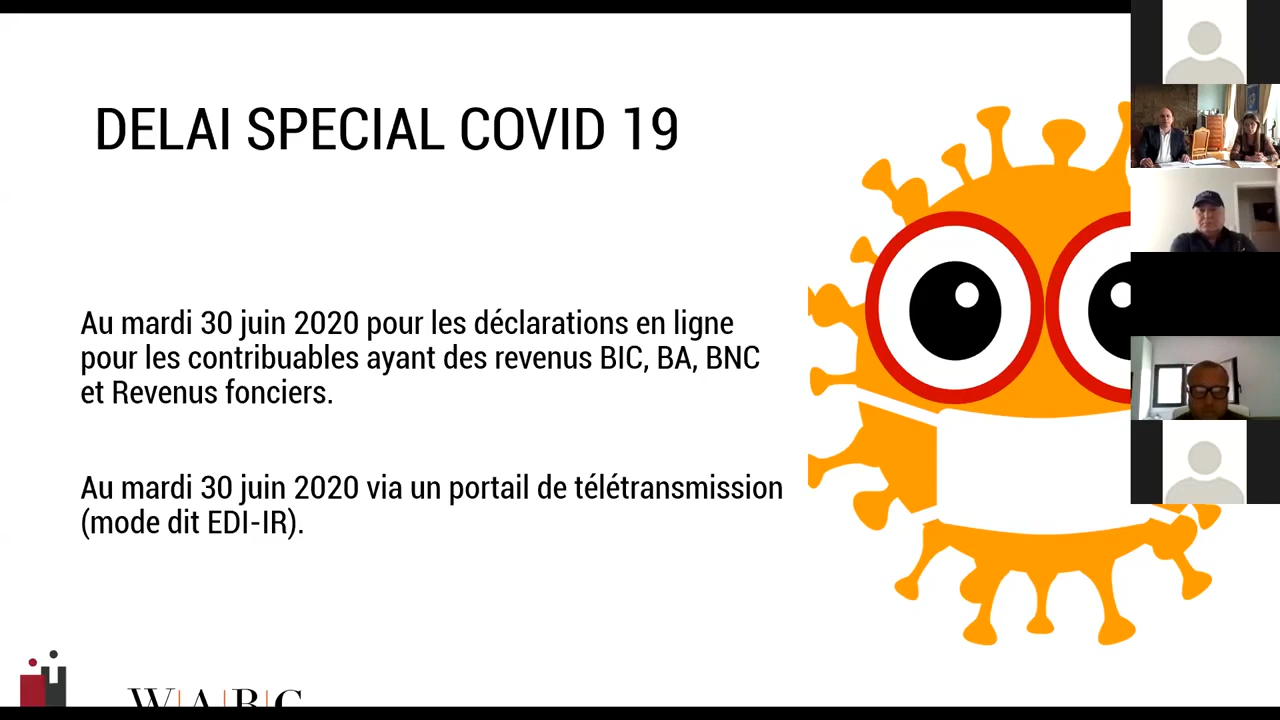 DELAI SPECIAL COVID 19
Au mardi 30 juin 2020 pour les déclarations en ligne
pour les contribuables ayant des revenus BIC, BA, BNC
et Revenus fonciers.
Au mardi 30 juin 2020 via un portail de télétransmission
(mode dit EDI-IR).
W|A|B|C